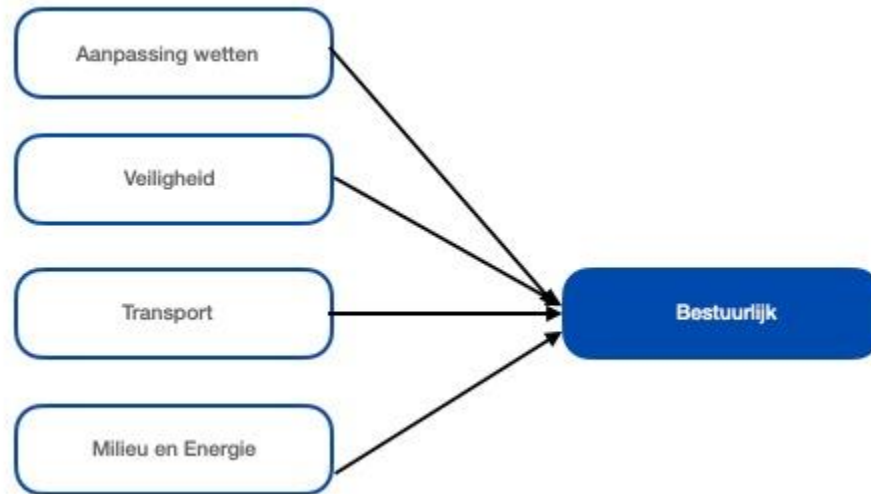 Aanpassing wetten
Veiligheid
Transport
Bestuurlijk
Milieu en Energie